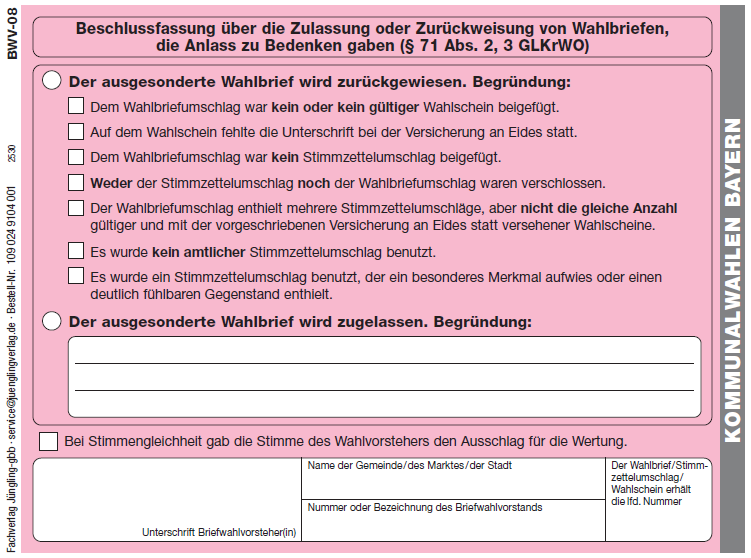 BWV-08
2530
Fachverlag Jüngling-gbb · service@juenglingverlag.de · Bestell-Nr. 109 024 9104 001
Beschlussfassung über die Zulassung oder Zurückweisung von Wahlbriefen,
die Anlass zu Bedenken gaben (§ 71 Abs. 2, 3 GLKrWO)
Der ausgesonderte Wahlbrief wird zurückgewiesen. Begründung:
Dem Wahlbriefumschlag war kein oder kein gültiger Wahlschein beigefügt.
Auf dem Wahlschein fehlte die Unterschrift bei der Versicherung an Eides statt.
Dem Wahlbriefumschlag war kein Stimmzettelumschlag beigefügt.
Weder der Stimmzettelumschlag noch der Wahlbriefumschlag waren verschlossen.
Der Wahlbriefumschlag enthielt mehrere Stimmzettelumschläge, aber nicht die gleiche Anzahl
gültiger und mit der vorgeschriebenen Versicherung an Eides statt versehener Wahlscheine.
Es wurde kein amtlicher Stimmzettelumschlag benutzt.
Es wurde ein Stimmzettelumschlag benutzt, der ein besonderes Merkmal aufwies oder einen
deutlich fühlbaren Gegenstand enthielt.
Der ausgesonderte Wahlbrief wird zugelassen. Begründung:
Bei Stimmengleichheit gab die Stimme des Wahlvorstehers den Ausschlag für die Wertung.
Unterschrift Briefwahlvorsteher(in)
Name der Gemeinde/des Marktes/der Stadt
Nummer oder Bezeichnung des Briefwahlvorstands
Der Wahlbrief/Stimm-
zettelumschlag/
Wahlschein erhält
die lfd. Nummer
KOMMUNALWAHLEN BAYERN